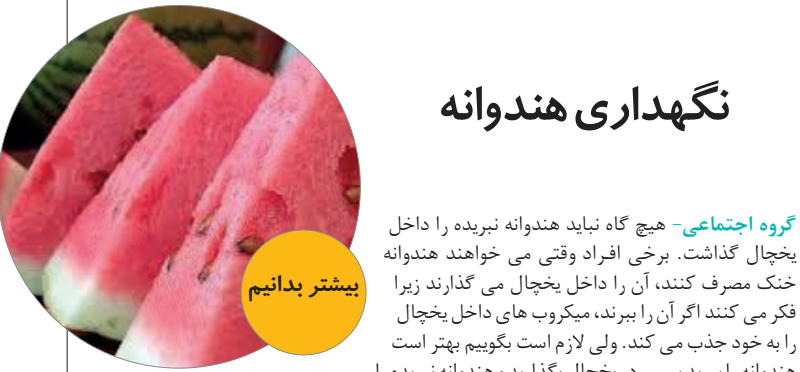 نگهداری هندوانه
گروه اجتماعی- هیچ گاه نباید هندوانه نبریده را داخل
یخچال گذاشت. برخی افراد وقتی می خواهند هندوانه
خنک مصرف کنند، آن را داخل یخچال می گذارند زیرا
فکر می کنند اگر آن را ببرند، میکروب های داخل یخچال
را به خود جذب می کند. ولی لازم است بگوییم بهتر است
بیشتر بدانیم